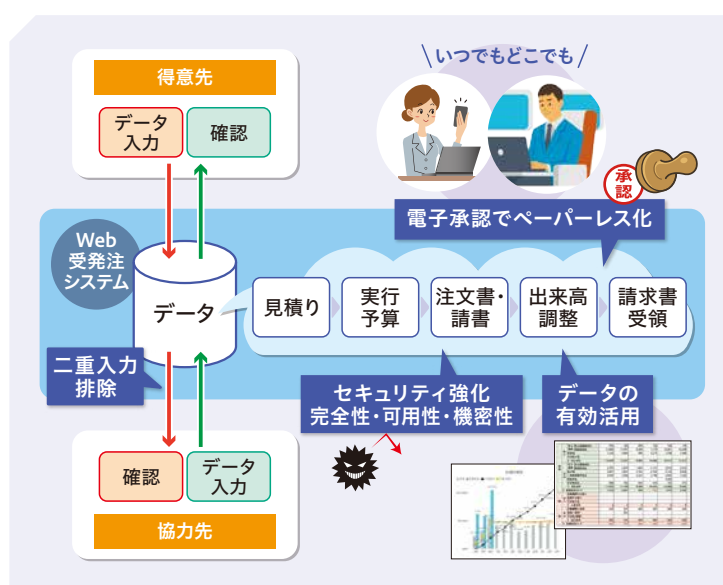 いつでもどこでも
得意先
データ
入力
確認
承
認
電子承認でペーパーレス化
Web
受発注
システム
データ
見積り
実行
予算
注文書・
請書
出来高
調整
請求書
受領
二重入力
排除
セキュリティ強化
完全性・可用性・機密性
データの
有効活用
確認
データ
入力
協力先